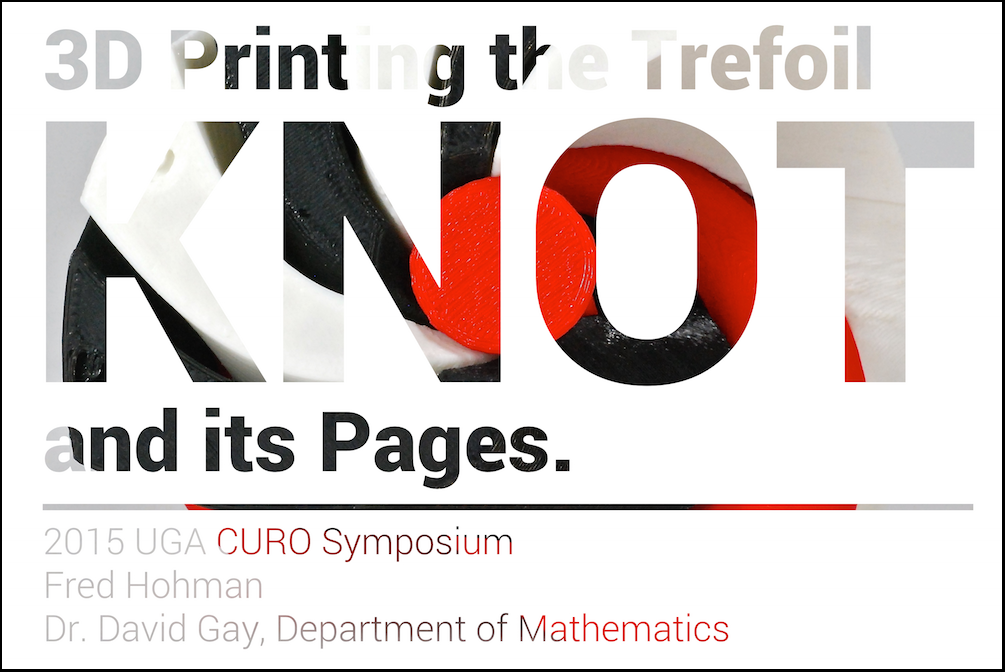 3D Printing the Trefoil
KNOT
and its Pages.
2015 UGA CURO Symposium
Fred Hohman
Dr. David Gay, Department of Mathematics